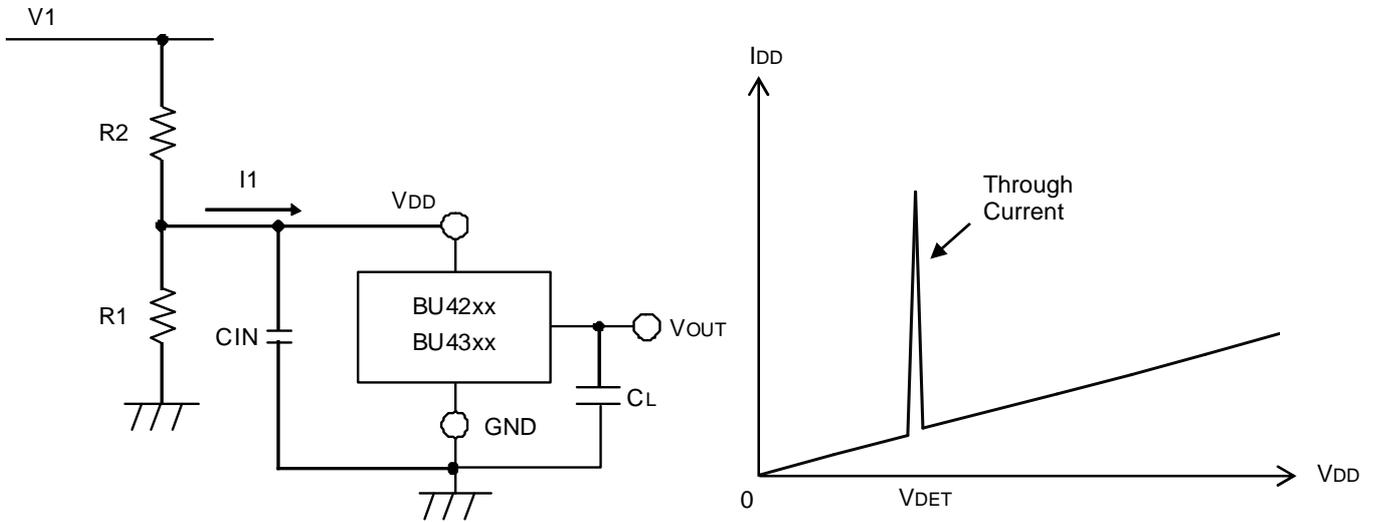 V1
R2
I1
VDD
R1
CIN
BU42xx
BU43xx
VOUT
CL
GND
IDD
Through
Current
0
VDET
VDD